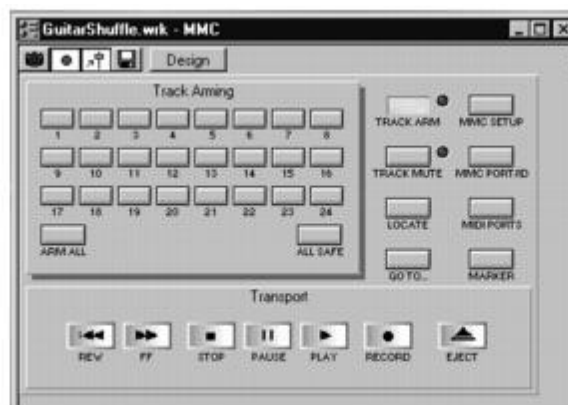 GuitarShuffle.wrk - MMC
Design
Track Arming
1 2 3 4 5 6 7 8
9 10 11 12 13 14 15 16
17 18 19 20 21 22 23 24
ARM ALL ALL SAFE
TRACK ARM MMC SETUP
TRACK MUTE MMC PORT/ID
LOCATE MIDI PORTS
GO TO... MARKER
Transport
REW FF STOP PAUSE PLAY RECORD EJECT